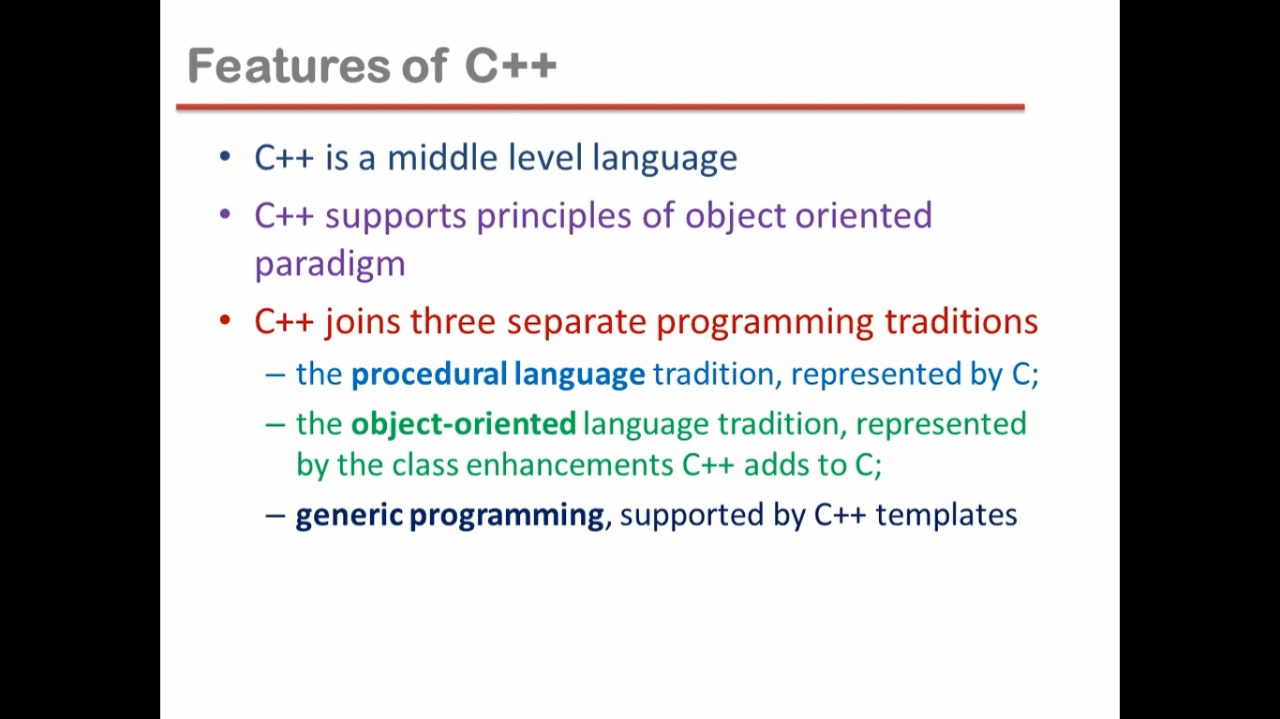 Features of C++
• C++ is a middle level language
• C++ supports principles of object oriented
paradigm
• C++ joins three separate programming traditions
– the procedural language tradition, represented by C;
– the object-oriented language tradition, represented
by the class enhancements C++ adds to C;
– generic programming, supported by C++ templates